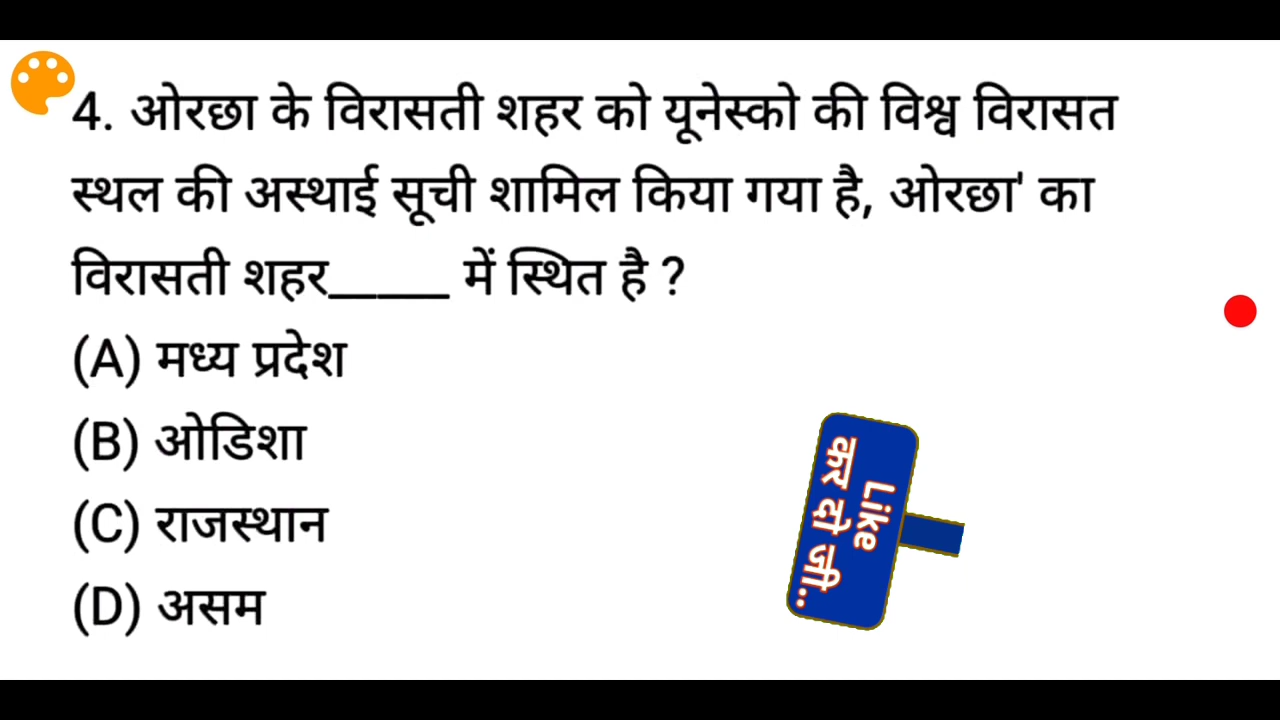 4. ओरछा के विरासती शहर को यूनेस्को की विश्व विरासत
स्थल की अस्थाई सूची शामिल किया गया है, ओरछा' का
विरासती शहर_____ में स्थित है ?
(A) मध्य प्रदेश
(B) ओडिशा
(C) राजस्थान
(D) असम
Like
कर दो जी..